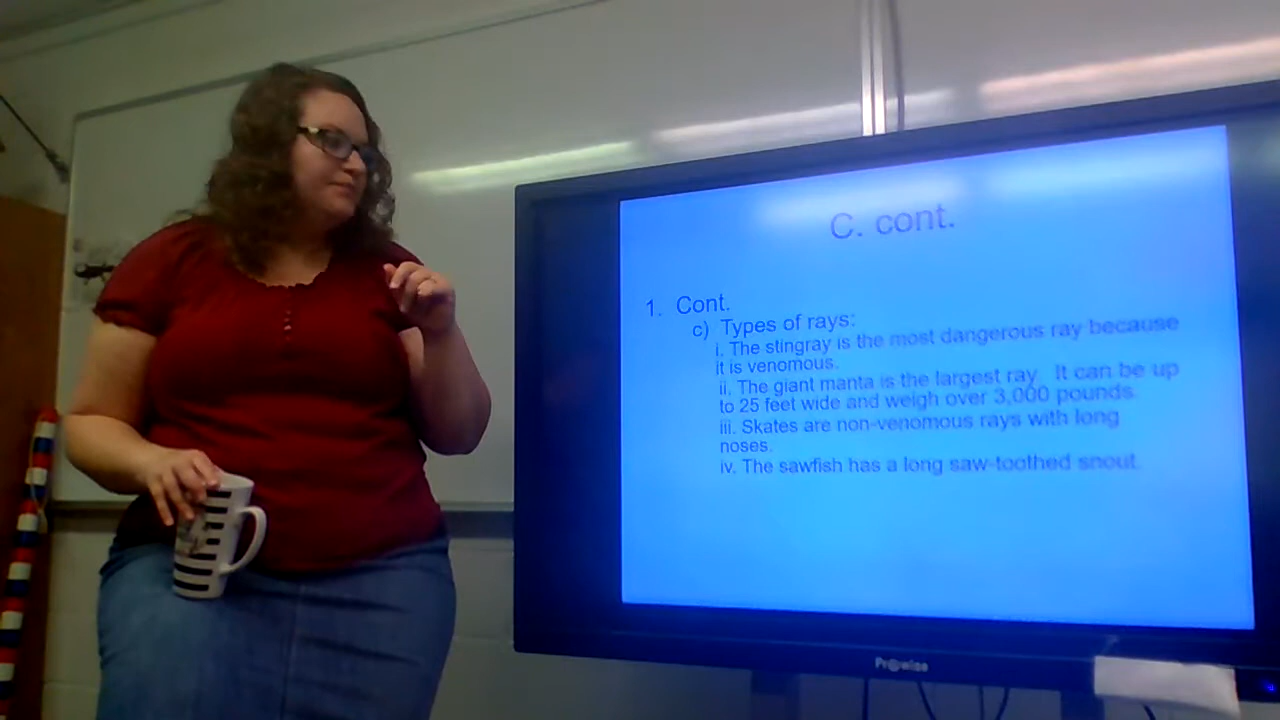 C. cont.
1. Cont.
c) Types of rays:
i. The stingray is the most dangerous ray because
it is venomous.
ii. The giant manta is the largest ray. It can be up
to 25 feet wide and weigh over 3,000 pounds.
iii. Skates are non-venomous rays with long
noses.
iv. The sawfish has a long saw-toothed snout.
Prowise